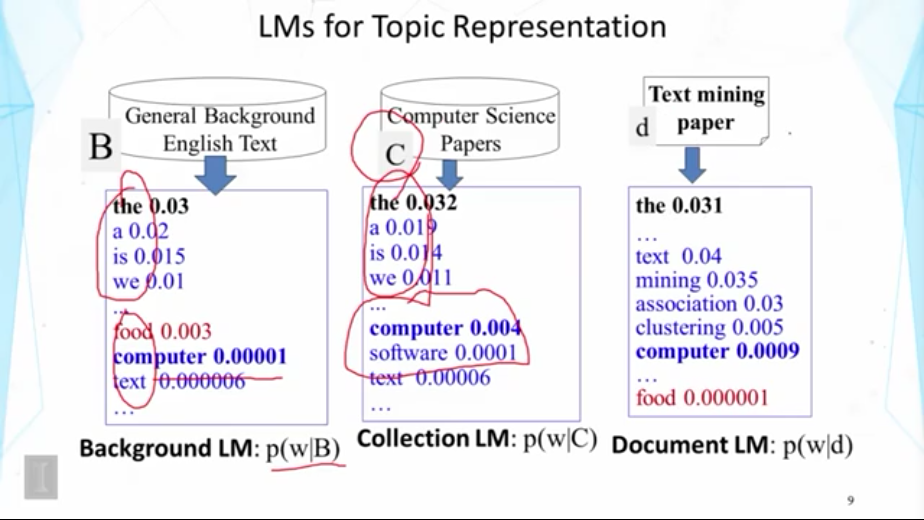 LMs for Topic Representation
B
General Background
English Text
the 0.03
a 0.02
is 0.015
we 0.01
…
food 0.003
computer 0.00001
text 0.000006
…
Background LM: p(w|B)
Computer Science
Papers
C
the 0.032
a 0.019
is 0.014
we 0.011
…
computer 0.004
software 0.0001
text 0.00006
…
Collection LM: p(w|C)
Text mining
paper
d
the 0.031
…
text 0.04
mining 0.035
association 0.03
clustering 0.005
computer 0.0009
…
food 0.000001
Document LM: p(w|d)
I
9